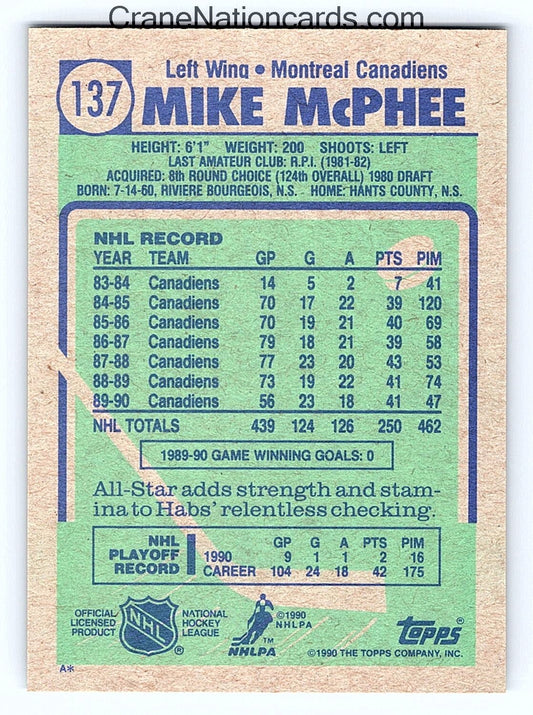 CraneNationcards.com
137
Left Wing • Montreal Canadiens
MIKE McPHEE
HEIGHT: 6'1" WEIGHT: 200 SHOOTS: LEFT
LAST AMATEUR CLUB: R.P.I. (1981-82)
ACQUIRED: 8th ROUND CHOICE (124th OVERALL) 1980 DRAFT
BORN: 7-14-60, RIVIERE BOURGEOIS, N.S. HOME: HANTS COUNTY, N.S.
NHL RECORD
YEAR TEAM GP G A PTS PIM
83-84 Canadiens 14 5 2 7 41
84-85 Canadiens 70 17 22 39 120
85-86 Canadiens 70 19 21 40 69
86-87 Canadiens 79 18 21 39 58
87-88 Canadiens 77 23 20 43 53
88-89 Canadiens 73 19 22 41 74
89-90 Canadiens 56 23 18 41 47
NHL TOTALS 439 124 126 250 462
1989-90 GAME WINNING GOALS: 0
All-Star adds strength and stam-
ina to Habs' relentless checking.
NHL PLAYOFF RECORD
GP G A PTS PIM
1990 9 1 1 2 16
CAREER 104 24 18 42 175
OFFICIAL LICENSED PRODUCT
NHL
®
NATIONAL HOCKEY LEAGUE
©1990 NHLPA
TM
NHLPA
TOPPS®
©1990 THE TOPPS COMPANY, INC.
A*